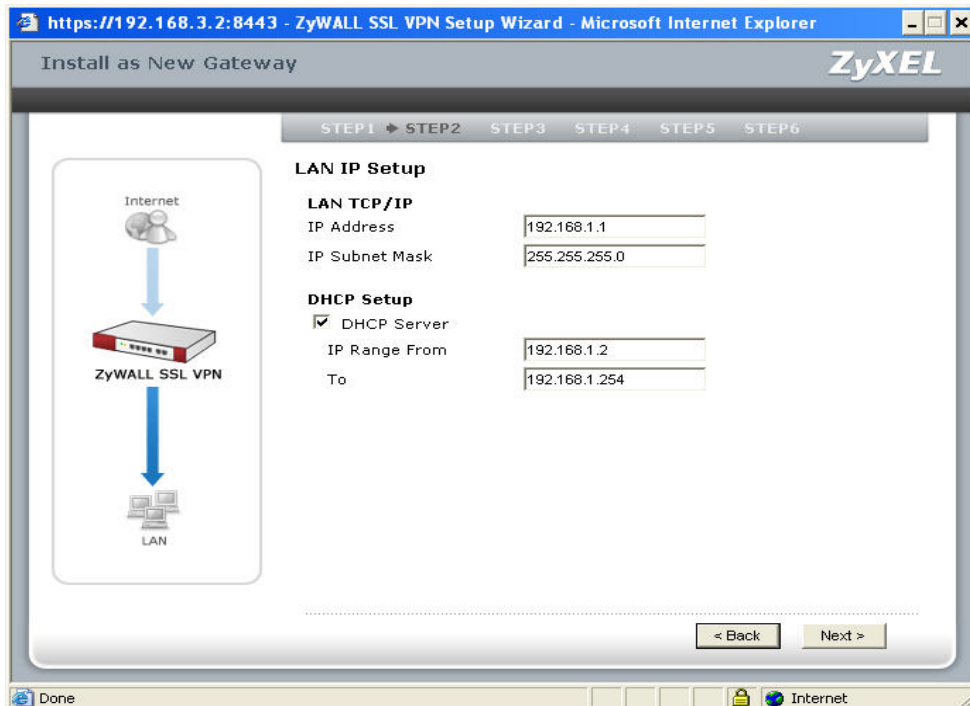 https://192.168.3.2:8443 - ZyWALL SSL VPN Setup Wizard - Microsoft Internet Explorer
Install as New Gateway
ZyXEL
STEP1 STEP2 STEP3 STEP4 STEP5 STEP6
Internet
ZyWALL SSL VPN
LAN
LAN IP Setup
LAN TCP/IP
IP Address 192.168.1.1
IP Subnet Mask 255.255.255.0
DHCP Setup
DHCP Server
IP Range From 192.168.1.2
To 192.168.1.254
< Back Next >
Done Internet